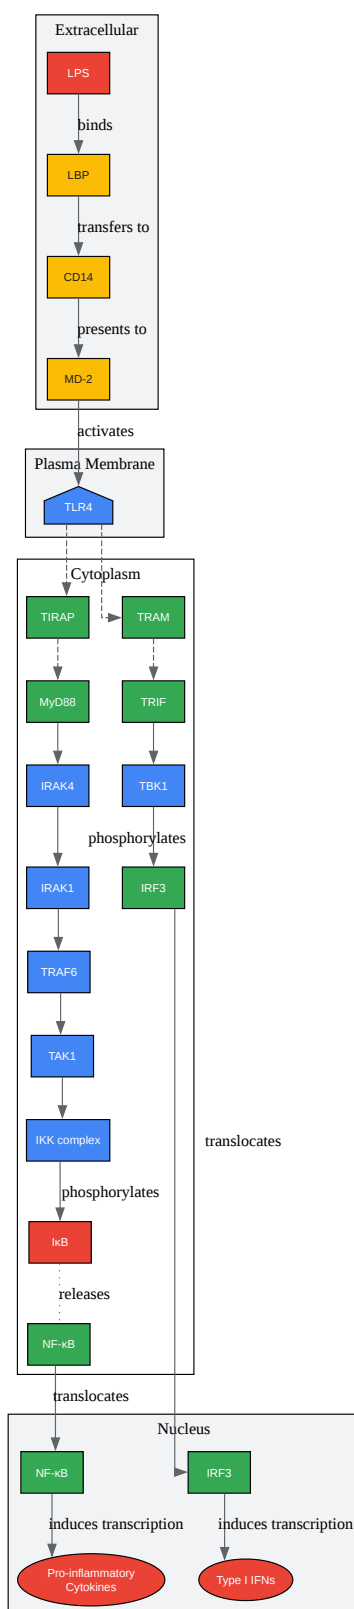 Extracellular
LPS
binds
LBP
transfers to
CD14
presents to
MD-2
activates
Plasma Membrane
TLR4
Cytoplasm
TIRAP
TRAM
MyD88
TRIF
IRAK4
TBK1
phosphorylates
IRAK1
IRF3
TRAF6
TAK1
IKK complex
translocates
phosphorylates
IκB
releases
NF-κB
translocates
Nucleus
NF-κB
IRF3
induces transcription
induces transcription
Pro-inflammatory
Cytokines
Type I IFNs